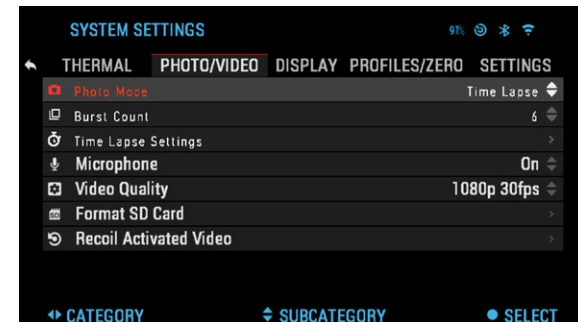 SYSTEM SETTINGS 91%
THERMAL PHOTO/VIDEO DISPLAY PROFILES/ZERO SETTINGS
Photo Mode Time Lapse
Burst Count 6
Time Lapse Settings
Microphone On
Video Quality 1080p 30fps
Format SD Card
Recoil Activated Video
CATEGORY SUBCATEGORY SELECT